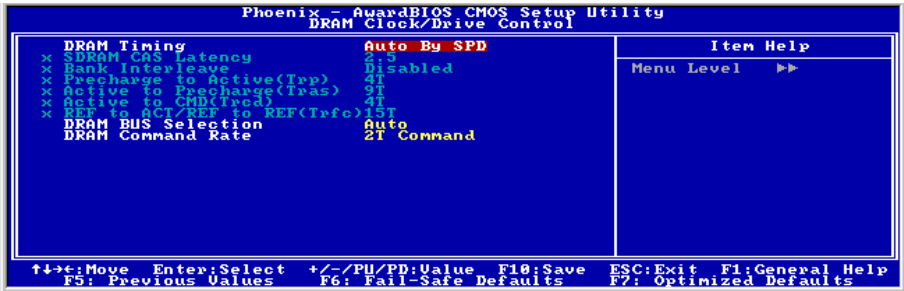 Phoenix - AwardBIOS CMOS Setup Utility
DRAM Clock/Drive Control
DRAM Timing Auto By SPD Item Help
x SDRAM CAS Latency 2.5
x Bank Interleave Disabled Menu Level ▶▶
x Precharge to Active(Trp) 4T
x Active to Precharge(Tras) 9T
x Active to CMD(Trcd) 4T
x REF to ACT/REF to REF(Trfc)15T
DRAM BUS Selection Auto
DRAM Command Rate 2T Command
↑↓→←:Move Enter:Select +/-/PU/PD:Value F10:Save ESC:Exit F1:General Help
F5: Previous Values F6: Fail-Safe Defaults F7: Optimized Defaults